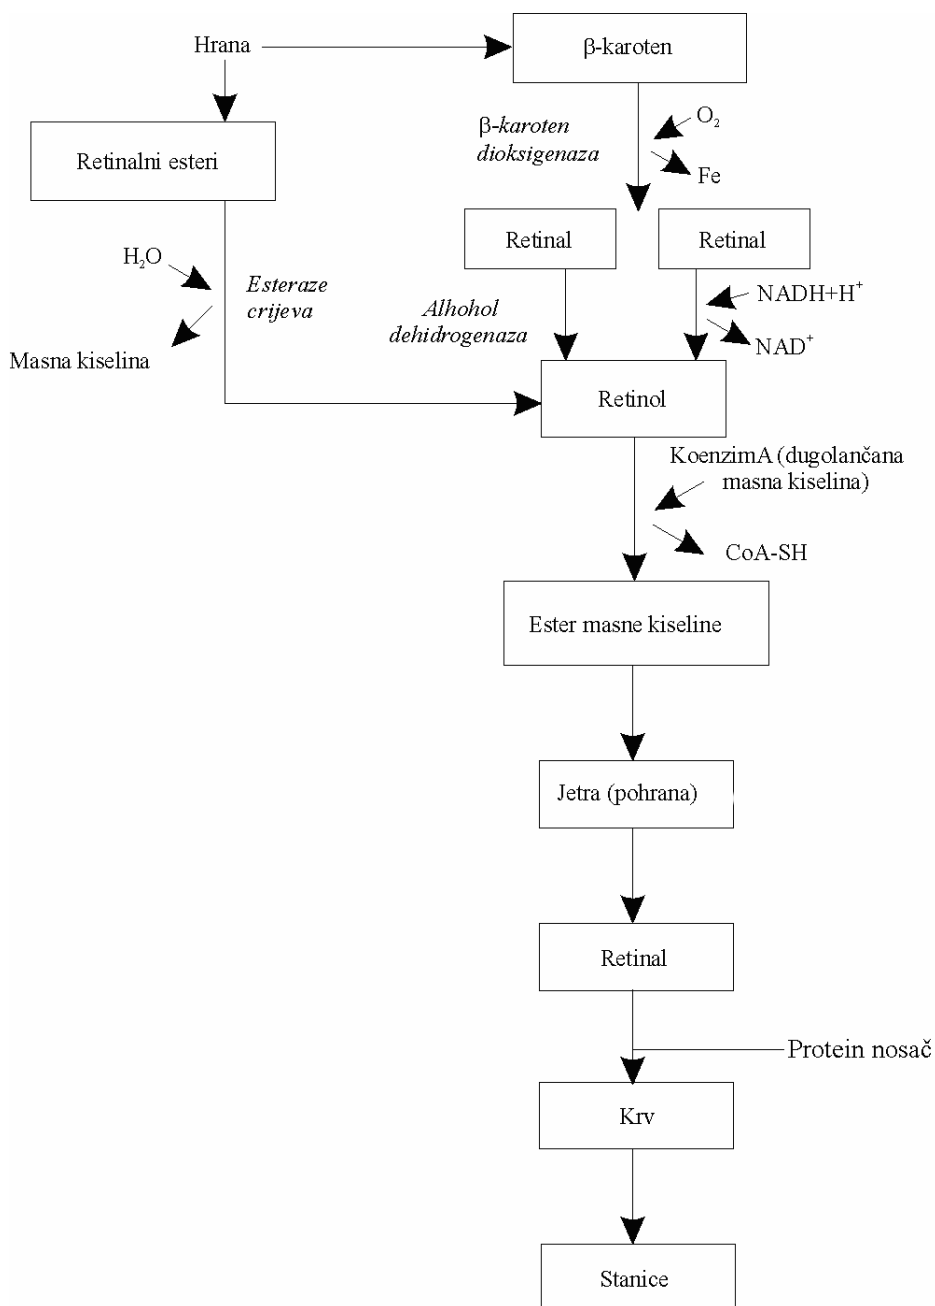 Hrana
β-karoten
β-karoten
dioksigenaza
O₂
Fe
Retinalni esteri
Retinal
Retinal
H₂O
Esteraze
crijeva
Masna kiselina
Alhohol
dehidrogenaza
NADH+H⁺
NAD⁺
Retinol
KoenzimA (dugolančana
masna kiselina)
CoA-SH
Ester masne kiseline
Jetra (pohrana)
Retinal
Protein nosač
Krv
Stanice